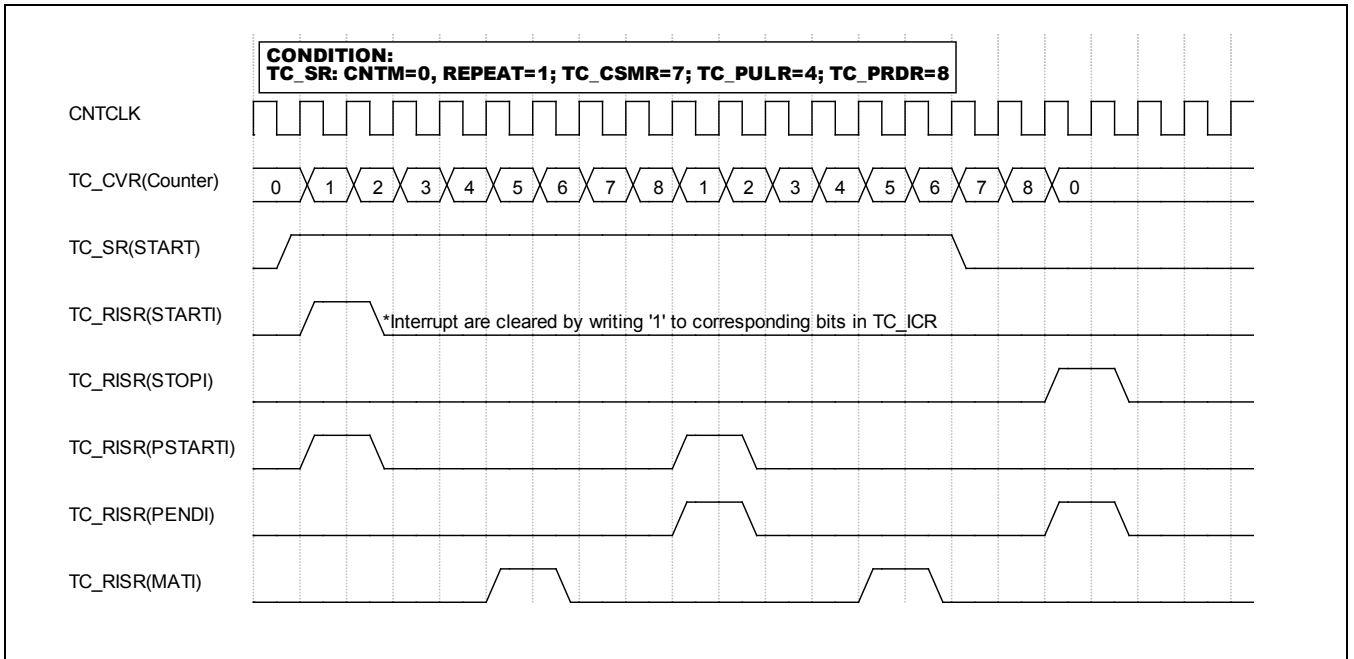 CONDITION:
TC_SR: CNTM=0, REPEAT=1; TC_CSMR=7; TC_PULR=4; TC_PRDR=8
CNTCLK
TC_CVR(Counter) 0 1 2 3 4 5 6 7 8 1 2 3 4 5 6 7 8 0
TC_SR(START)
TC_RISR(STARTI) *Interrupt are cleared by writing '1' to corresponding bits in TC_ICR
TC_RISR(STOPI)
TC_RISR(PSTARTI)
TC_RISR(PENDI)
TC_RISR(MATI)